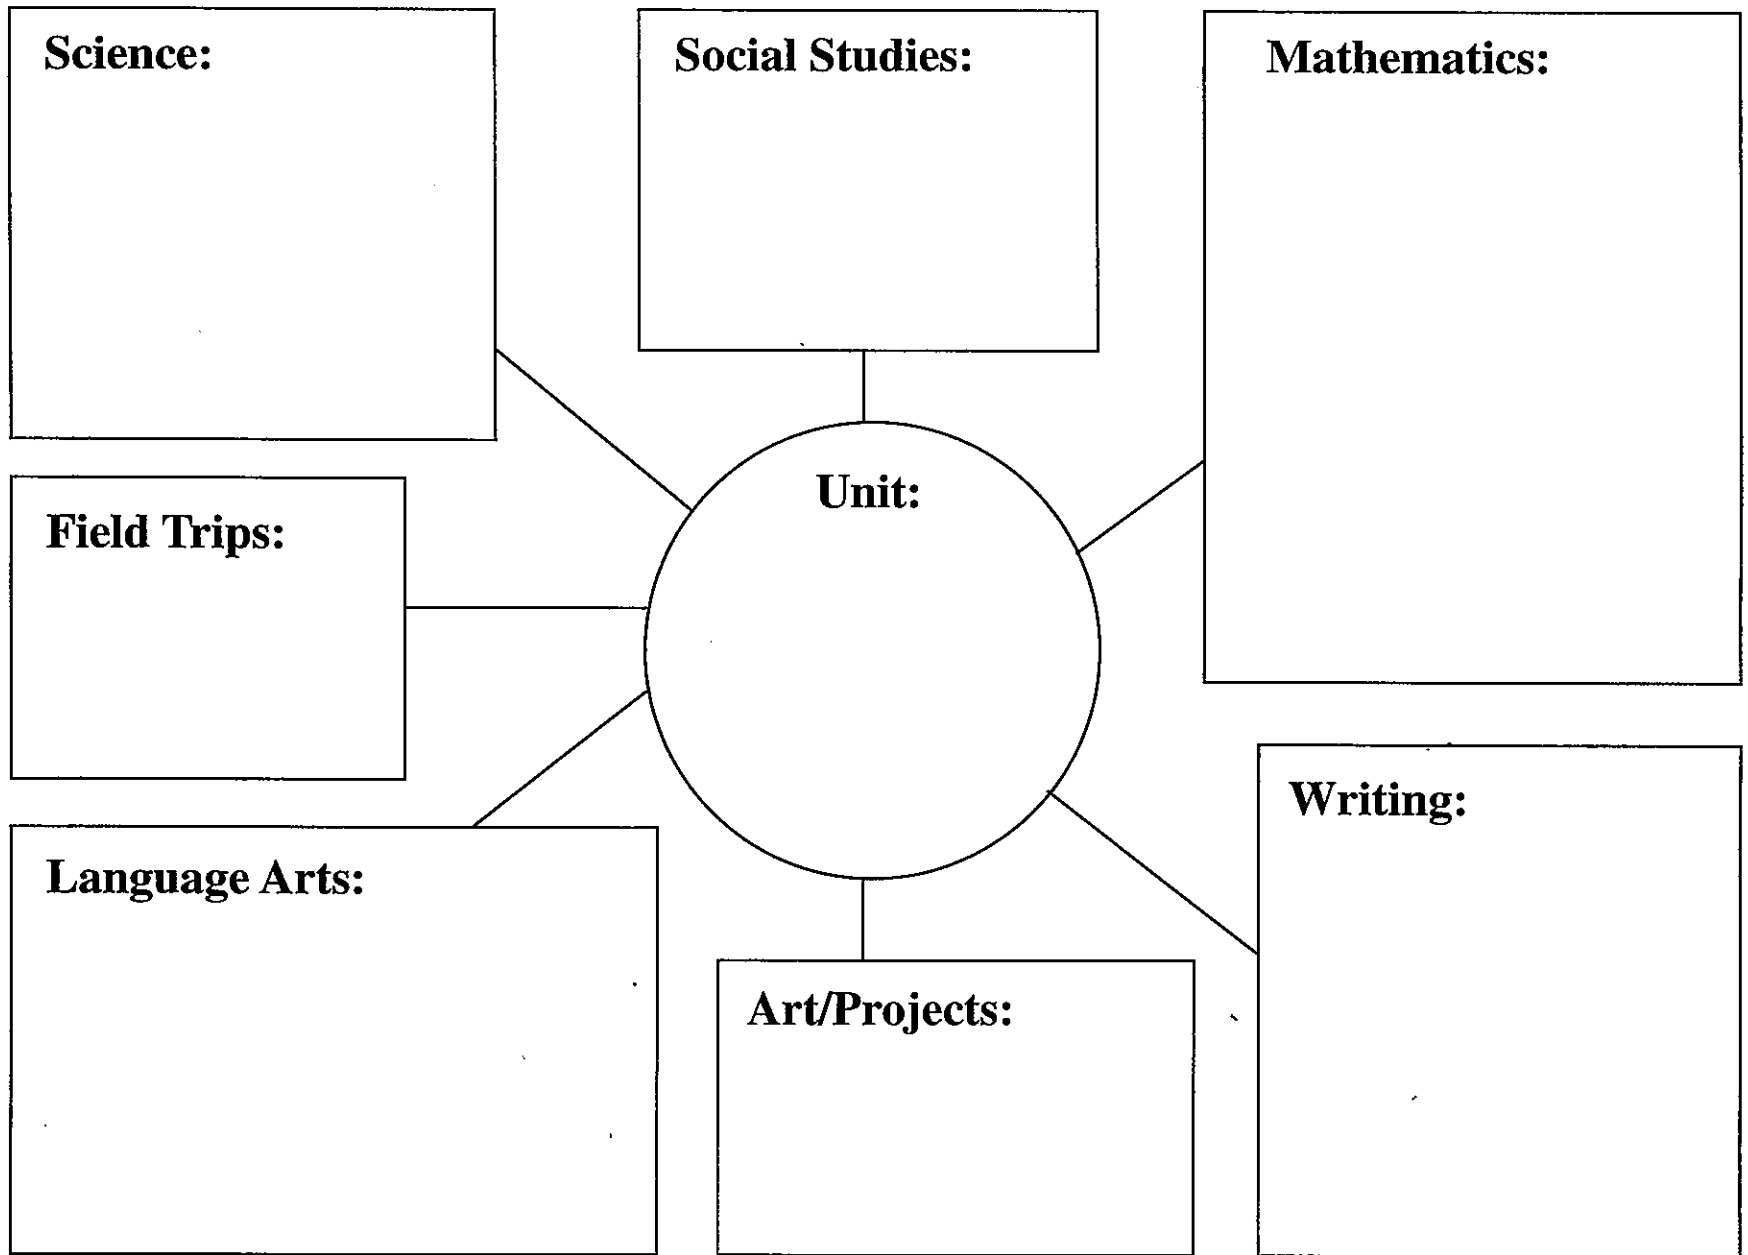 Science:
Social Studies:
Mathematics:
Unit:
Field Trips:
Writing:
Language Arts:
Art/Projects: